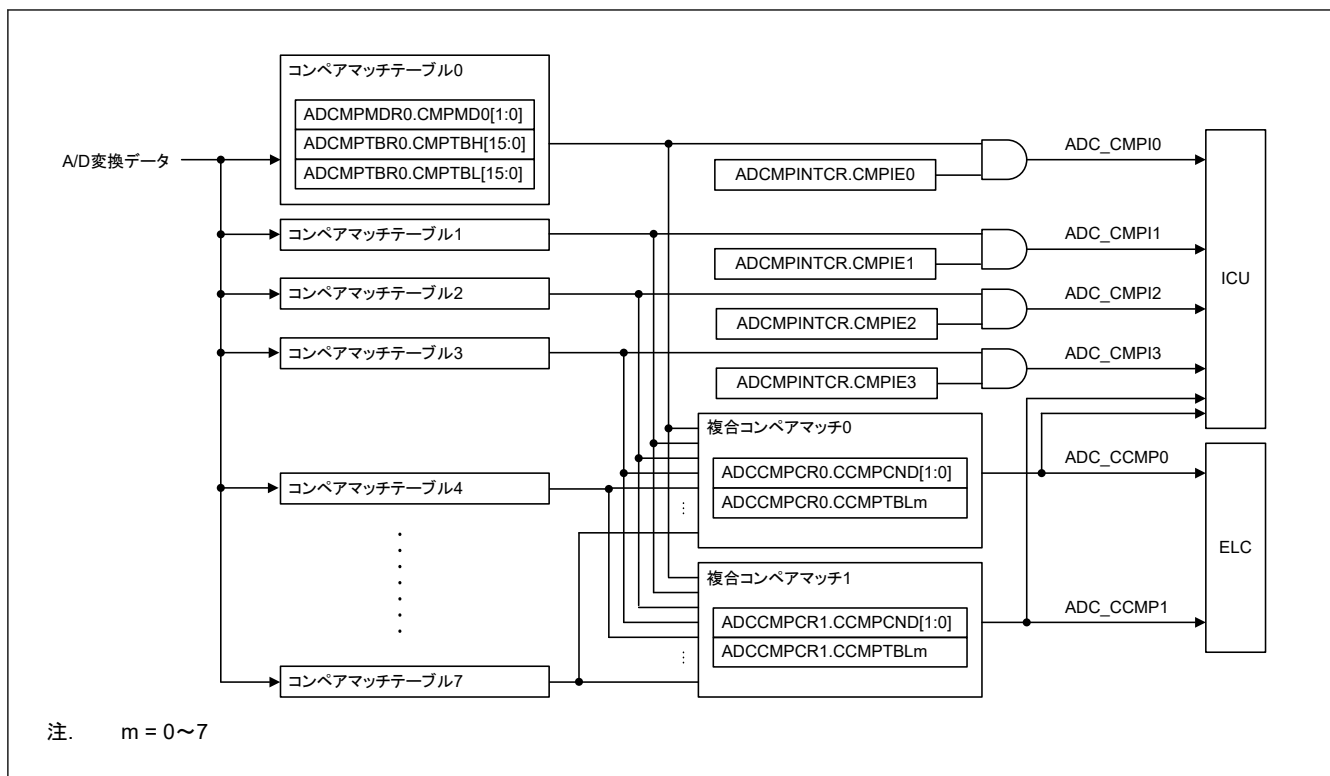 コンペアマッチテーブル0
ADCMPMDR0.CMPMD0[1:0]
ADCMPTBR0.CMPTBH[15:0]
ADCMPTBR0.CMPTBL[15:0]
A/D変換データ
ADCMPINTCR.CMPIE0
ADC_CMPI0
コンペアマッチテーブル1
ADCMPINTCR.CMPIE1
ADC_CMPI1
コンペアマッチテーブル2
ADCMPINTCR.CMPIE2
ADC_CMPI2
コンペアマッチテーブル3
ADCMPINTCR.CMPIE3
ADC_CMPI3
ICU
複合コンペアマッチ0
ADCCMPCR0.CCMPCND[1:0]
ADCCMPCR0.CCMPTBLm
ADC_CCMP0
コンペアマッチテーブル4
ELC
複合コンペアマッチ1
ADCCMPCR1.CCMPCND[1:0]
ADCCMPCR1.CCMPTBLm
ADC_CCMP1
コンペアマッチテーブル7
注. m = 0～7